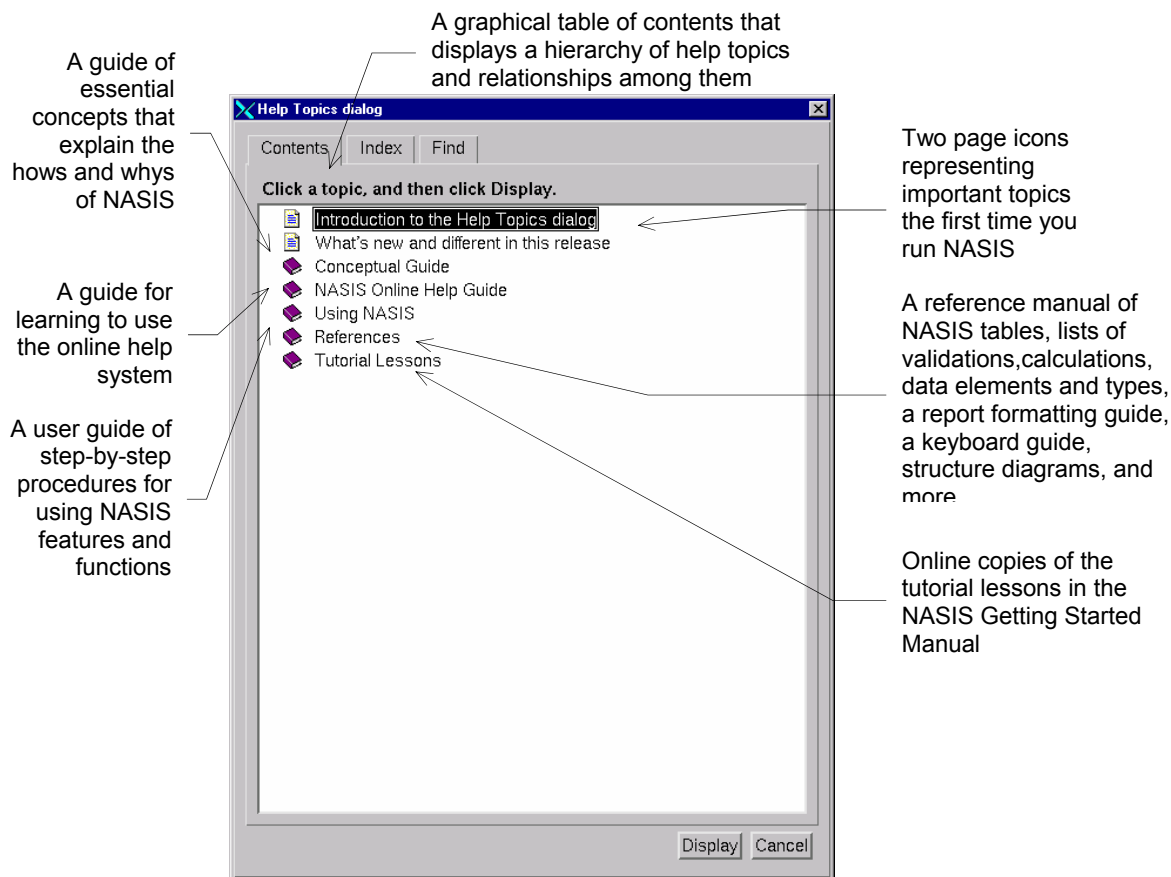 A graphical table of contents that
displays a hierarchy of help topics
and relationships among them
A guide of
essential
concepts that
explain the
hows and whys
of NASIS
A guide for
learning to use
the online help
system
A user guide of
step-by-step
procedures for
using NASIS
features and
functions
Help Topics dialog
Contents Index Find
Click a topic, and then click Display.
Introduction to the Help Topics dialog
What's new and different in this release
Conceptual Guide
NASIS Online Help Guide
Using NASIS
References
Tutorial Lessons
Display Cancel
Two page icons
representing
important topics
the first time you
run NASIS
A reference manual of
NASIS tables, lists of
validations,calculations,
data elements and types,
a report formatting guide,
a keyboard guide,
structure diagrams, and
more
Online copies of the
tutorial lessons in the
NASIS Getting Started
Manual